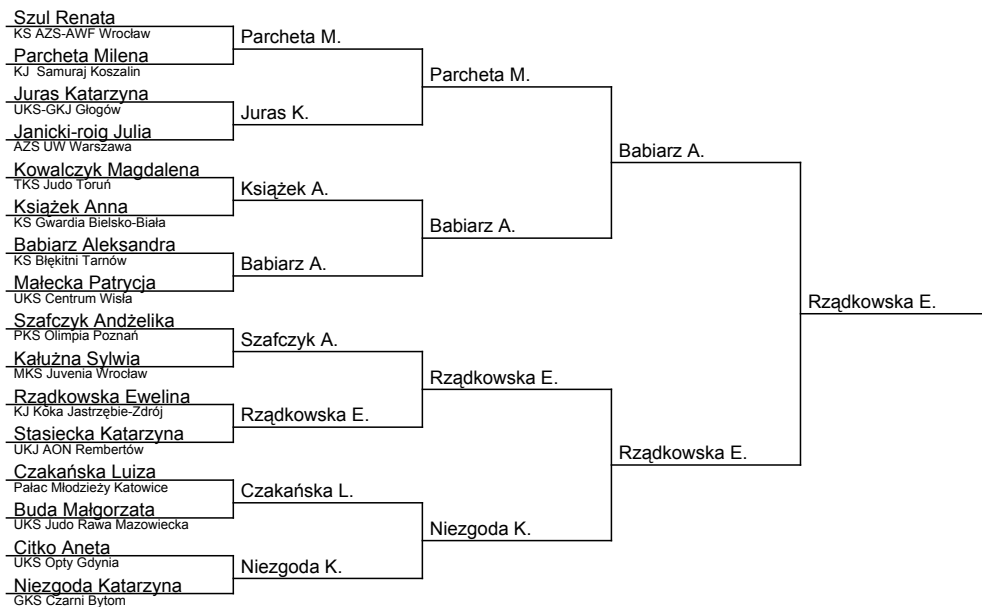 Szul Renata
KS AZS-AWF Wrocław
Parcheta Milena
KJ  Samuraj Koszalin
Juras Katarzyna
UKS-GKJ Głogów
Janicki-roig Julia
AZS UW Warszawa
Kowalczyk Magdalena
TKS Judo Toruń
Książek Anna
KS Gwardia Bielsko-Biała
Babiarz Aleksandra
KS Błękitni Tarnów
Małecka Patrycja
UKS Centrum Wisła
Szafczyk Andżelika
PKS Olimpia Poznań
Kałużna Sylwia
MKS Juvenia Wrocław
Rządkowska Ewelina
KJ Koka Jastrzębie-Zdrój
Stasiecka Katarzyna
UKJ AON Rembertów
Czakańska Luiza
Pałac Młodzieży Katowice
Buda Małgorzata
UKS Judo Rawa Mazowiecka
Citko Aneta
UKS Opty Gdynia
Niezgoda Katarzyna
GKS Czarni Bytom
Parcheta M.
Juras K.
Książek A.
Babiarz A.
Szafczyk A.
Rządkowska E.
Czakańska L.
Niezgoda K.
Parcheta M.
Babiarz A.
Rządkowska E.
Niezgoda K.
Babiarz A.
Rządkowska E.
Rządkowska E.